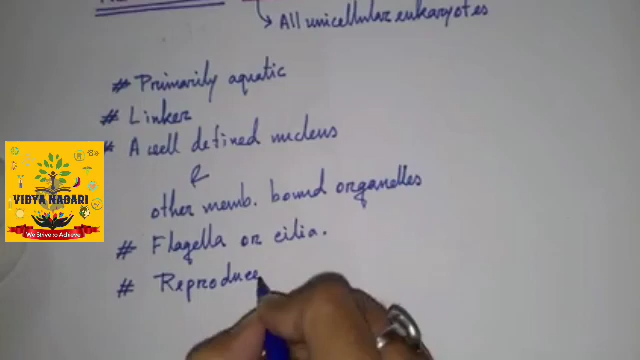 ↳ All unicellular eukaryotes
# Primarily aquatic
# Linker
* A well defined nucleus
other memb. bound organelles
# Flagella or cilia.
# Reproduce
VIDYA NAGARI
We Strive to Achieve